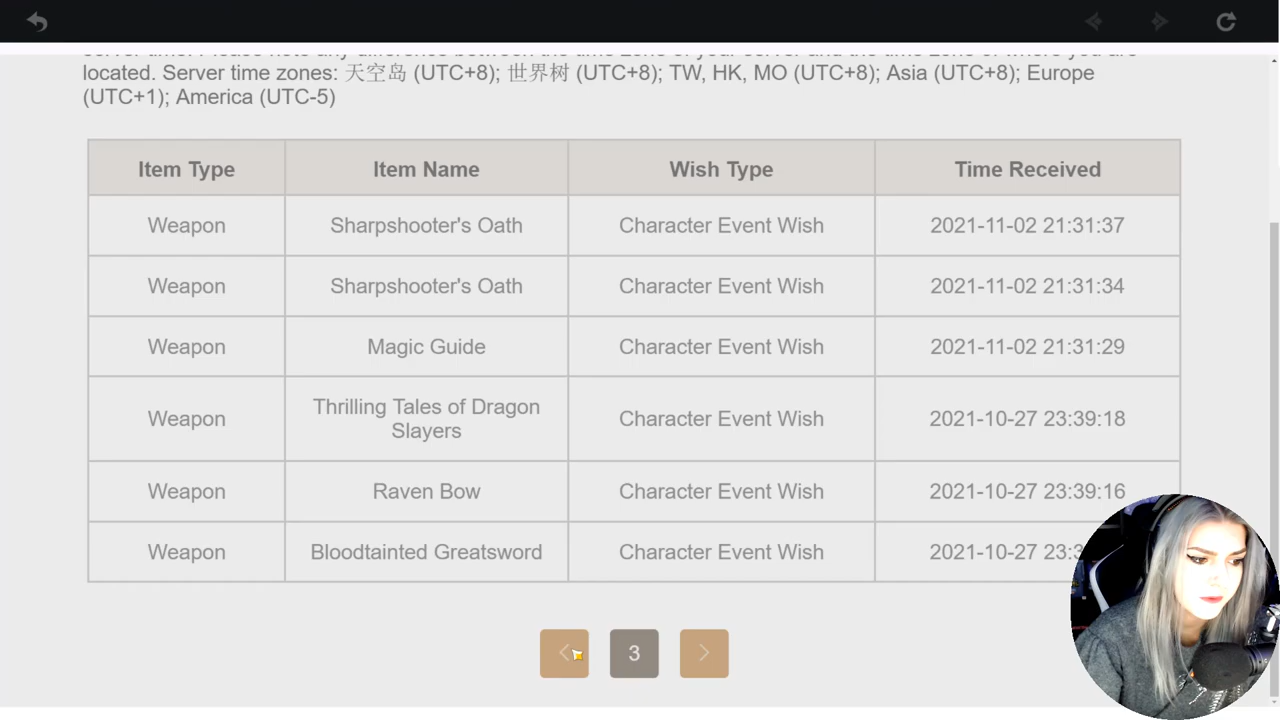 located. Server time zones: 天空岛 (UTC+8); 世界树 (UTC+8); TW, HK, MO (UTC+8); Asia (UTC+8); Europe
(UTC+1); America (UTC-5)
Item Type Item Name Wish Type Time Received
Weapon Sharpshooter's Oath Character Event Wish 2021-11-02 21:31:37
Weapon Sharpshooter's Oath Character Event Wish 2021-11-02 21:31:34
Weapon Magic Guide Character Event Wish 2021-11-02 21:31:29
Weapon Thrilling Tales of Dragon Character Event Wish 2021-10-27 23:39:18
Slayers
Weapon Raven Bow Character Event Wish 2021-10-27 23:39:16
Weapon Bloodtainted Greatsword Character Event Wish 2021-10-27
3